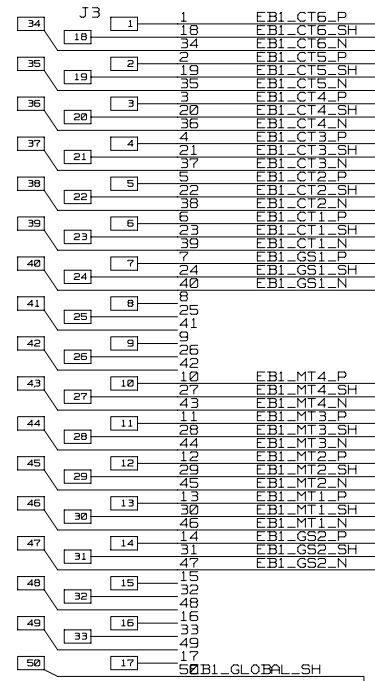 J3
1 1 EB1_CT6_P
34 18 18 EB1_CT6_SH
34 EB1_CT6_N
2 2 EB1_CT5_P
35 19 19 EB1_CT5_SH
35 EB1_CT5_N
3 3 EB1_CT4_P
36 20 20 EB1_CT4_SH
36 EB1_CT4_N
4 4 EB1_CT3_P
37 21 21 EB1_CT3_SH
37 EB1_CT3_N
5 5 EB1_CT2_P
38 22 22 EB1_CT2_SH
38 EB1_CT2_N
6 6 EB1_CT1_P
39 23 23 EB1_CT1_SH
39 EB1_CT1_N
7 7 EB1_GS1_P
40 24 24 EB1_GS1_SH
40 EB1_GS1_N
8 8
41 25 25
41
9 9
42 26 26
42
10 10 EB1_MT4_P
43 27 27 EB1_MT4_SH
43 EB1_MT4_N
11 11 EB1_MT3_P
44 28 28 EB1_MT3_SH
44 EB1_MT3_N
12 12 EB1_MT2_P
45 29 29 EB1_MT2_SH
45 EB1_MT2_N
13 13 EB1_MT1_P
46 30 30 EB1_MT1_SH
46 EB1_MT1_N
14 14 EB1_GS2_P
47 31 31 EB1_GS2_SH
47 EB1_GS2_N
15 15
48 32 32
48
16 16
49 33 33
49
17 17
50 50 EB1_GLOBAL_SH